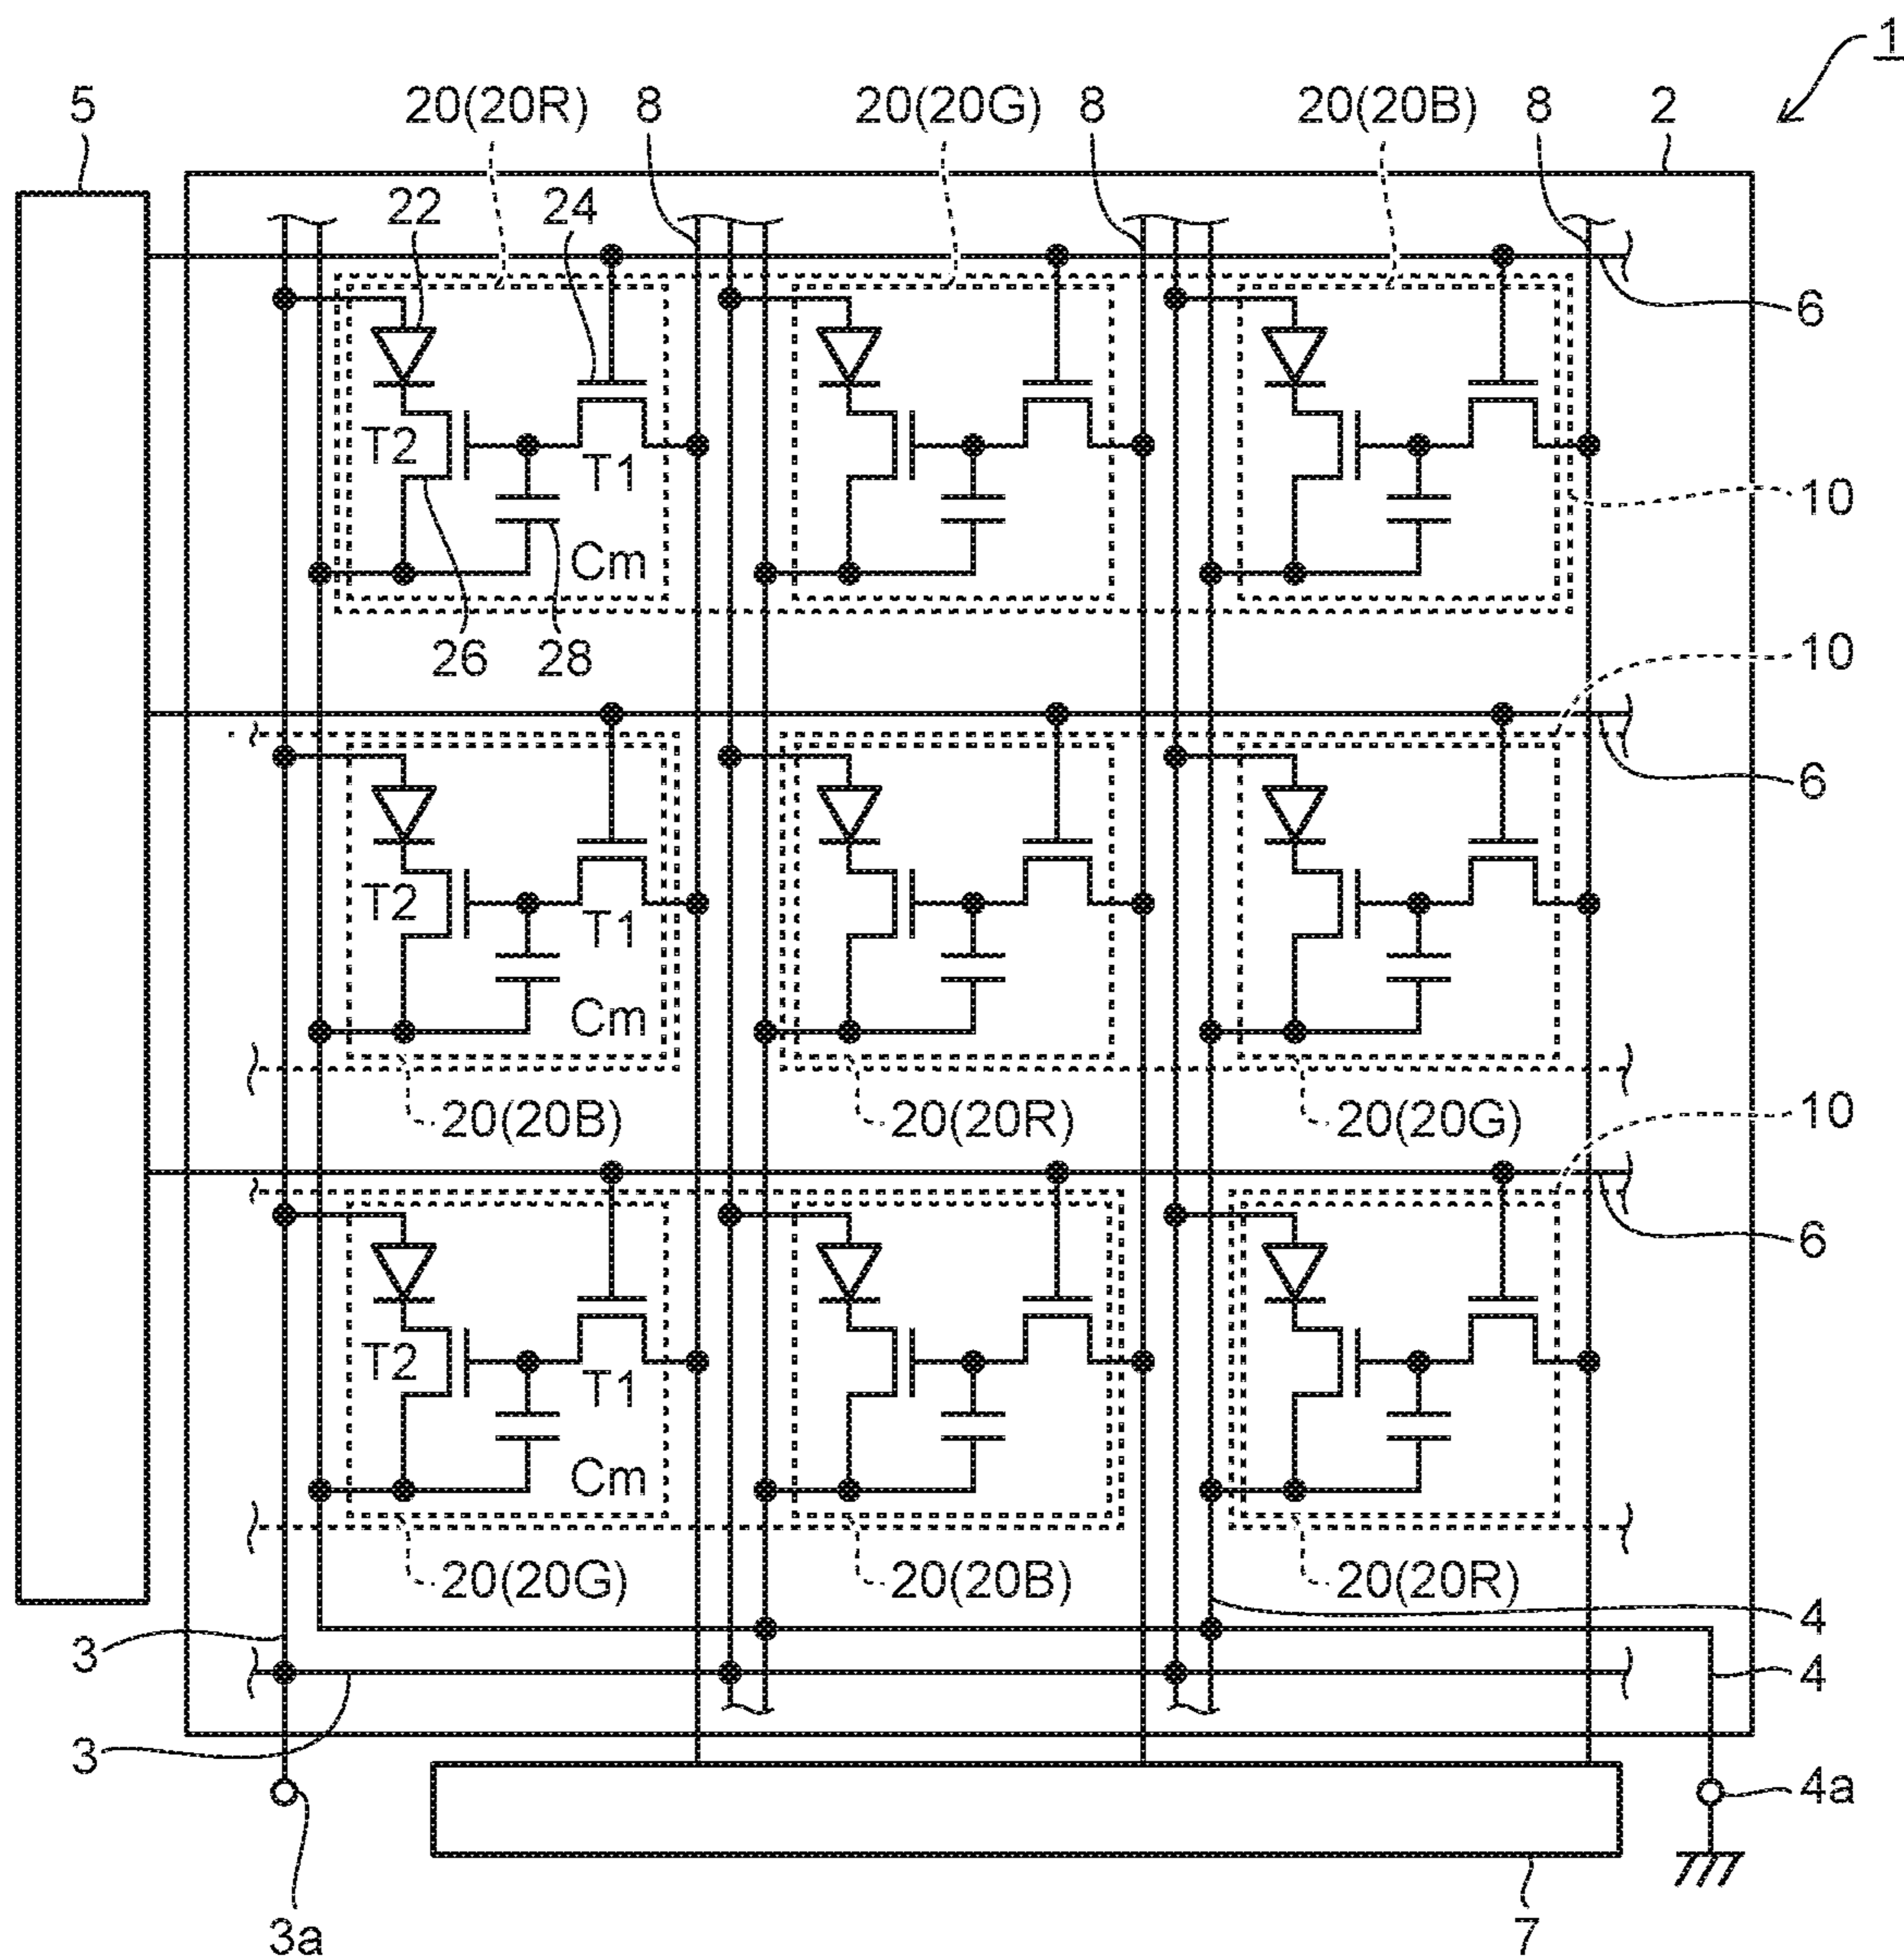 1
5 20(20R) 8 20(20G) 8 20(20B) 8 2
22 24
6
T2 T1
10
Cm
26 28
10
6
T2 T1
Cm
20(20B) 20(20R) 20(20G) 10
6
T2 T1
Cm
20(20G) 20(20B) 20(20R)
3 4
4
3
4a
3a 7